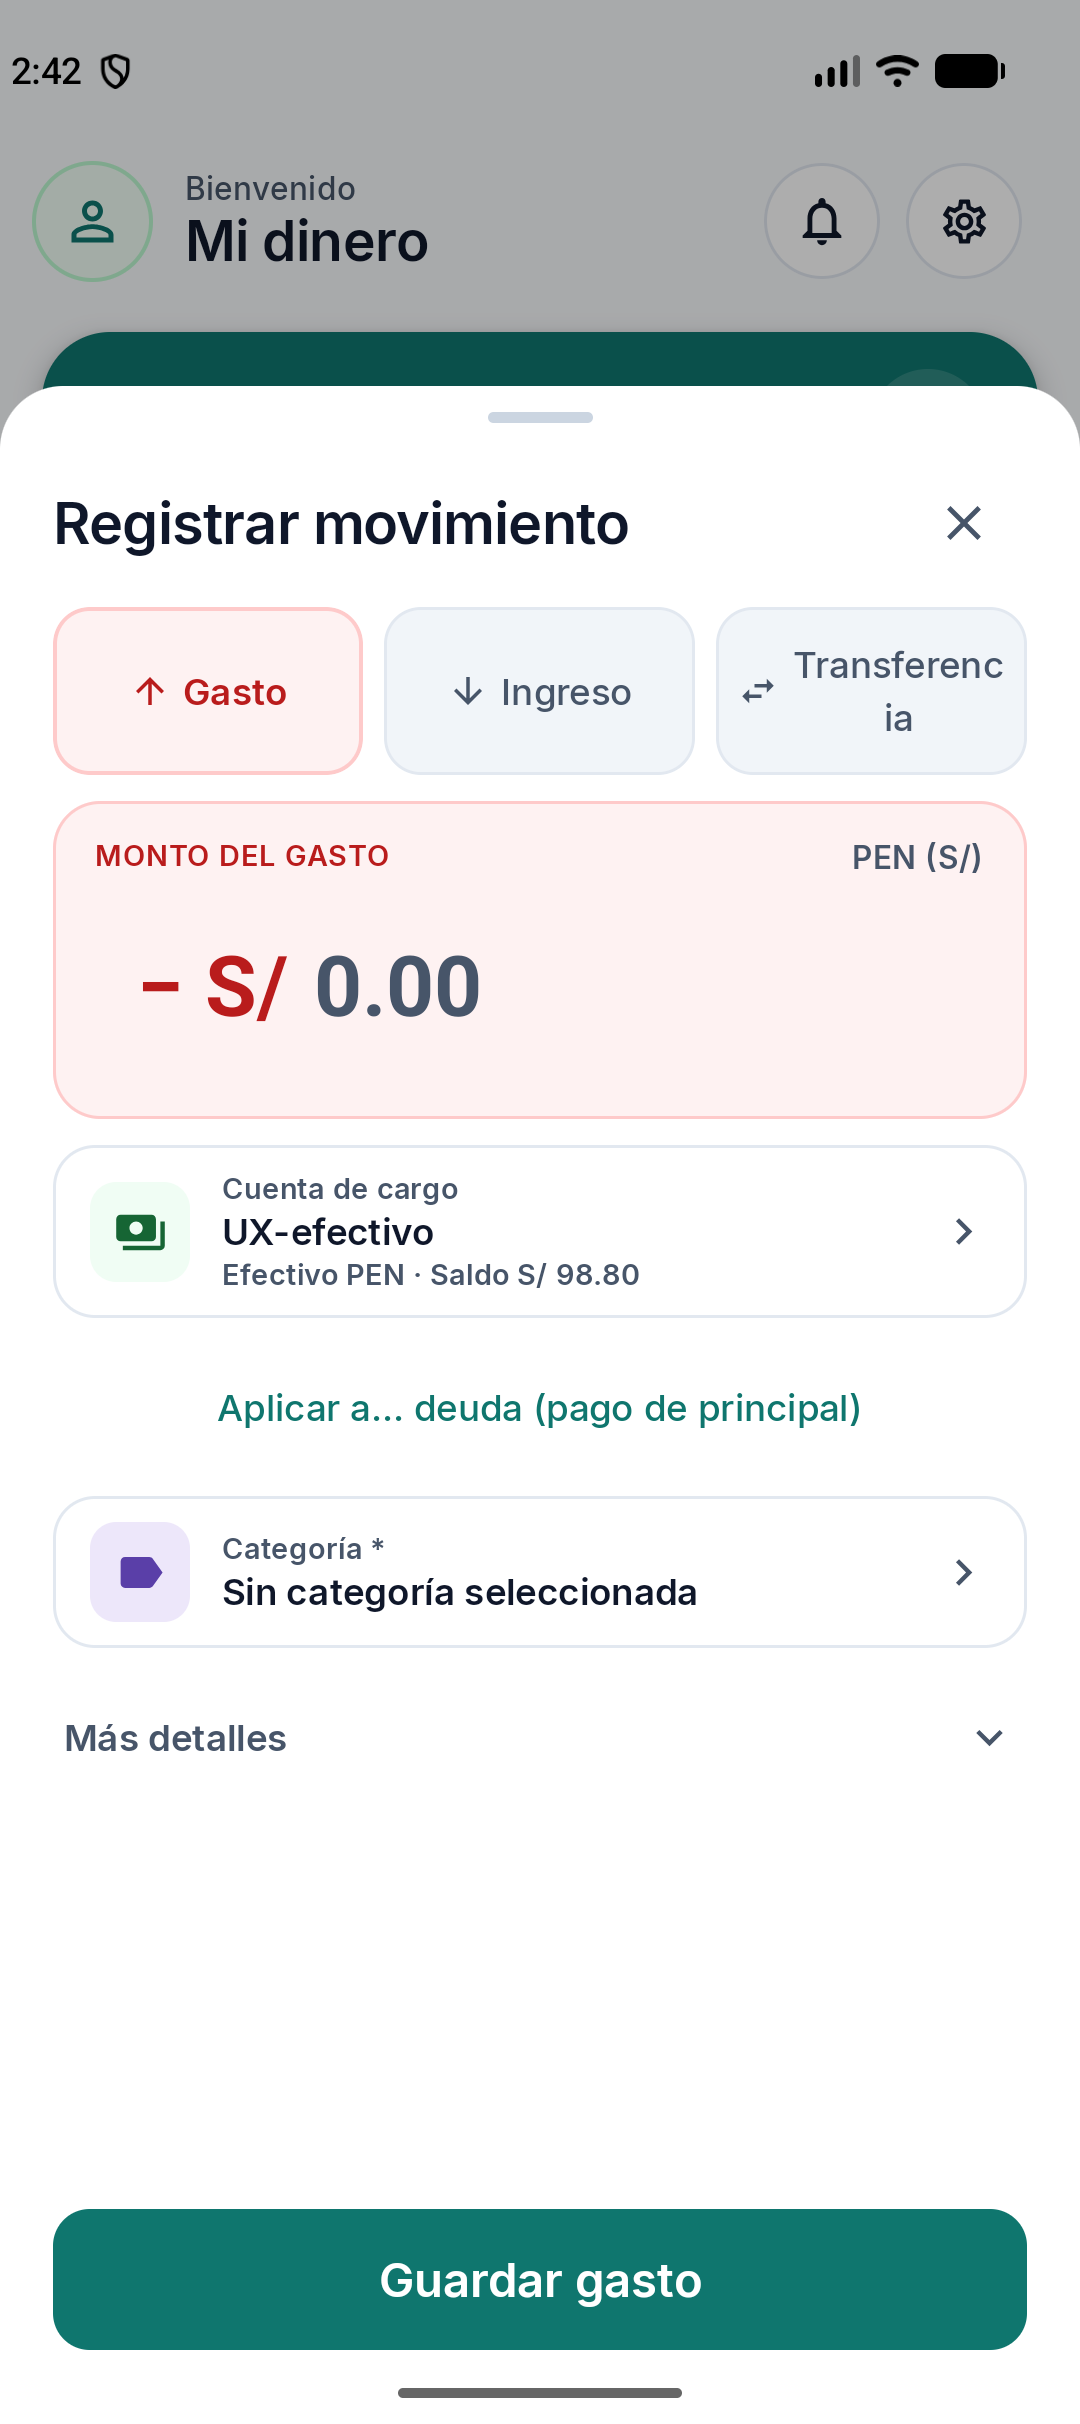 2:42
Bienvenido
Mi dinero
Registrar movimiento
Gasto
Ingreso
Transferenc
ia
MONTO DEL GASTO
PEN (S/)
- S/ 0.00
Cuenta de cargo
UX-efectivo
Efectivo PEN · Saldo S/ 98.80
Aplicar a... deuda (pago de principal)
Categoría *
Sin categoría seleccionada
Más detalles
Guardar gasto